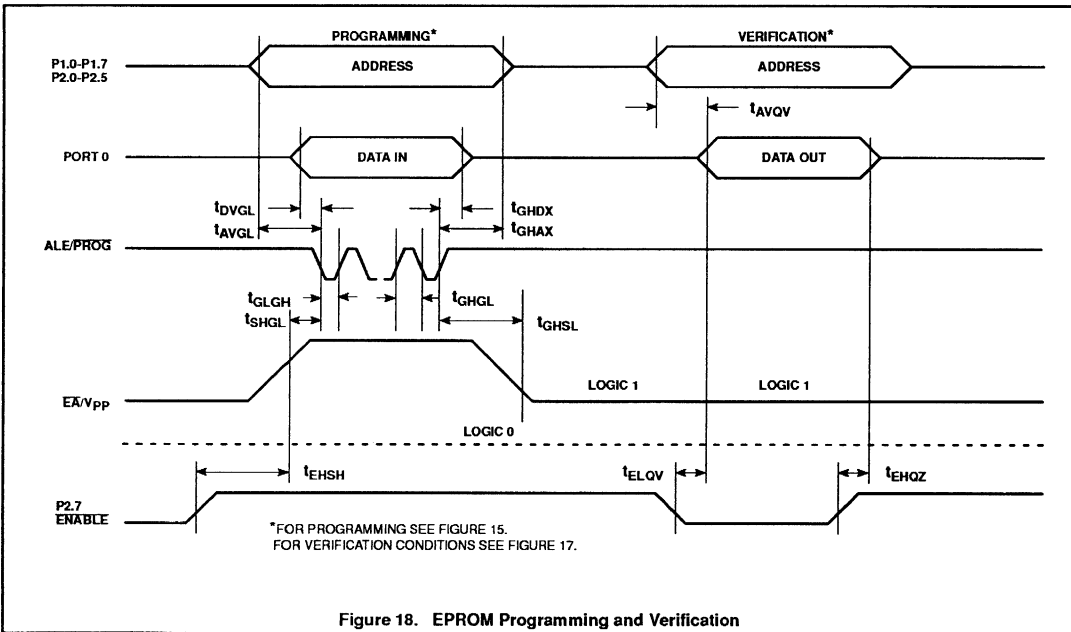 PROGRAMMING*
VERIFICATION*
P1.0-P1.7
P2.0-P2.5
ADDRESS
ADDRESS
tAVQV
PORT 0
DATA IN
DATA OUT
tDVGL
tGHDX
tAVGL
tGHAX
ALE/PROG
tGLGH
tGHGL
tSHGL
tGHSL
LOGIC 1
LOGIC 1
EA/VPP
LOGIC 0
tEHSH
tELQV
tEHQZ
P2.7
ENABLE
*FOR PROGRAMMING SEE FIGURE 15.
FOR VERIFICATION CONDITIONS SEE FIGURE 17.
Figure 18. EPROM Programming and Verification